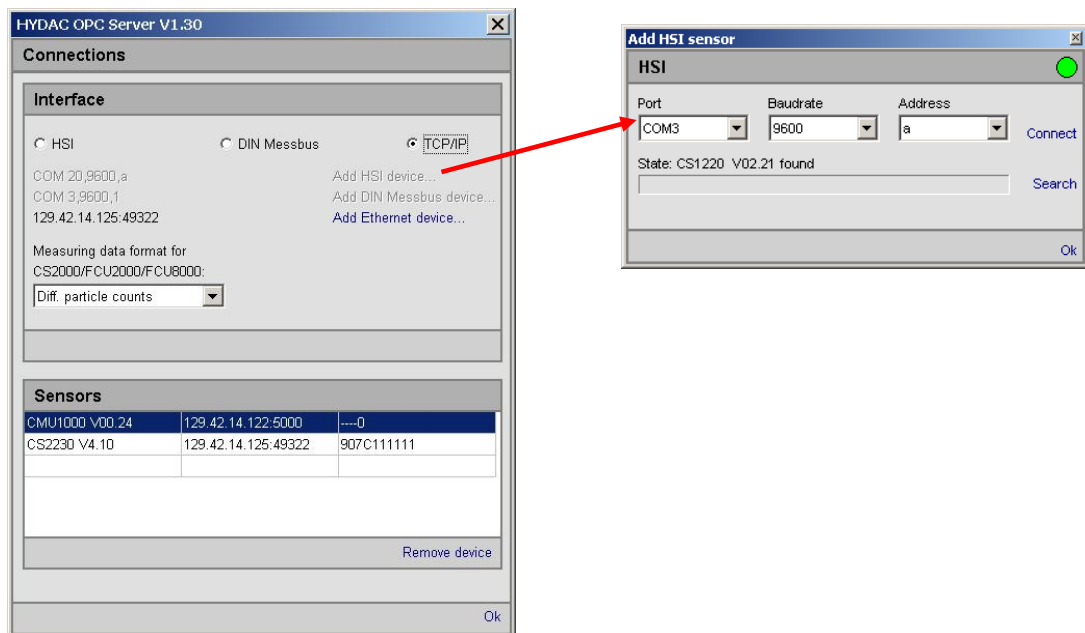 HYDAC OPC Server V1.30
Connections
Interface
HSI DIN Messbus TCP/IP
COM 20,9600,a Add HSI device...
COM 3,9600,1 Add DIN Messbus device...
129.42.14.125:49322 Add Ethernet device...
Measuring data format for
CS2000/FCU2000/FCU8000:
Diff. particle counts
Sensors
CMU1000 V00.24 129.42.14.122:5000 ----0
CS2230 V4.10 129.42.14.125:49322 907C111111
Remove device
Ok
Add HSI sensor
HSI
Port Baudrate Address
COM3 9600 a Connect
State: CS1220 V02.21 found
Search
Ok